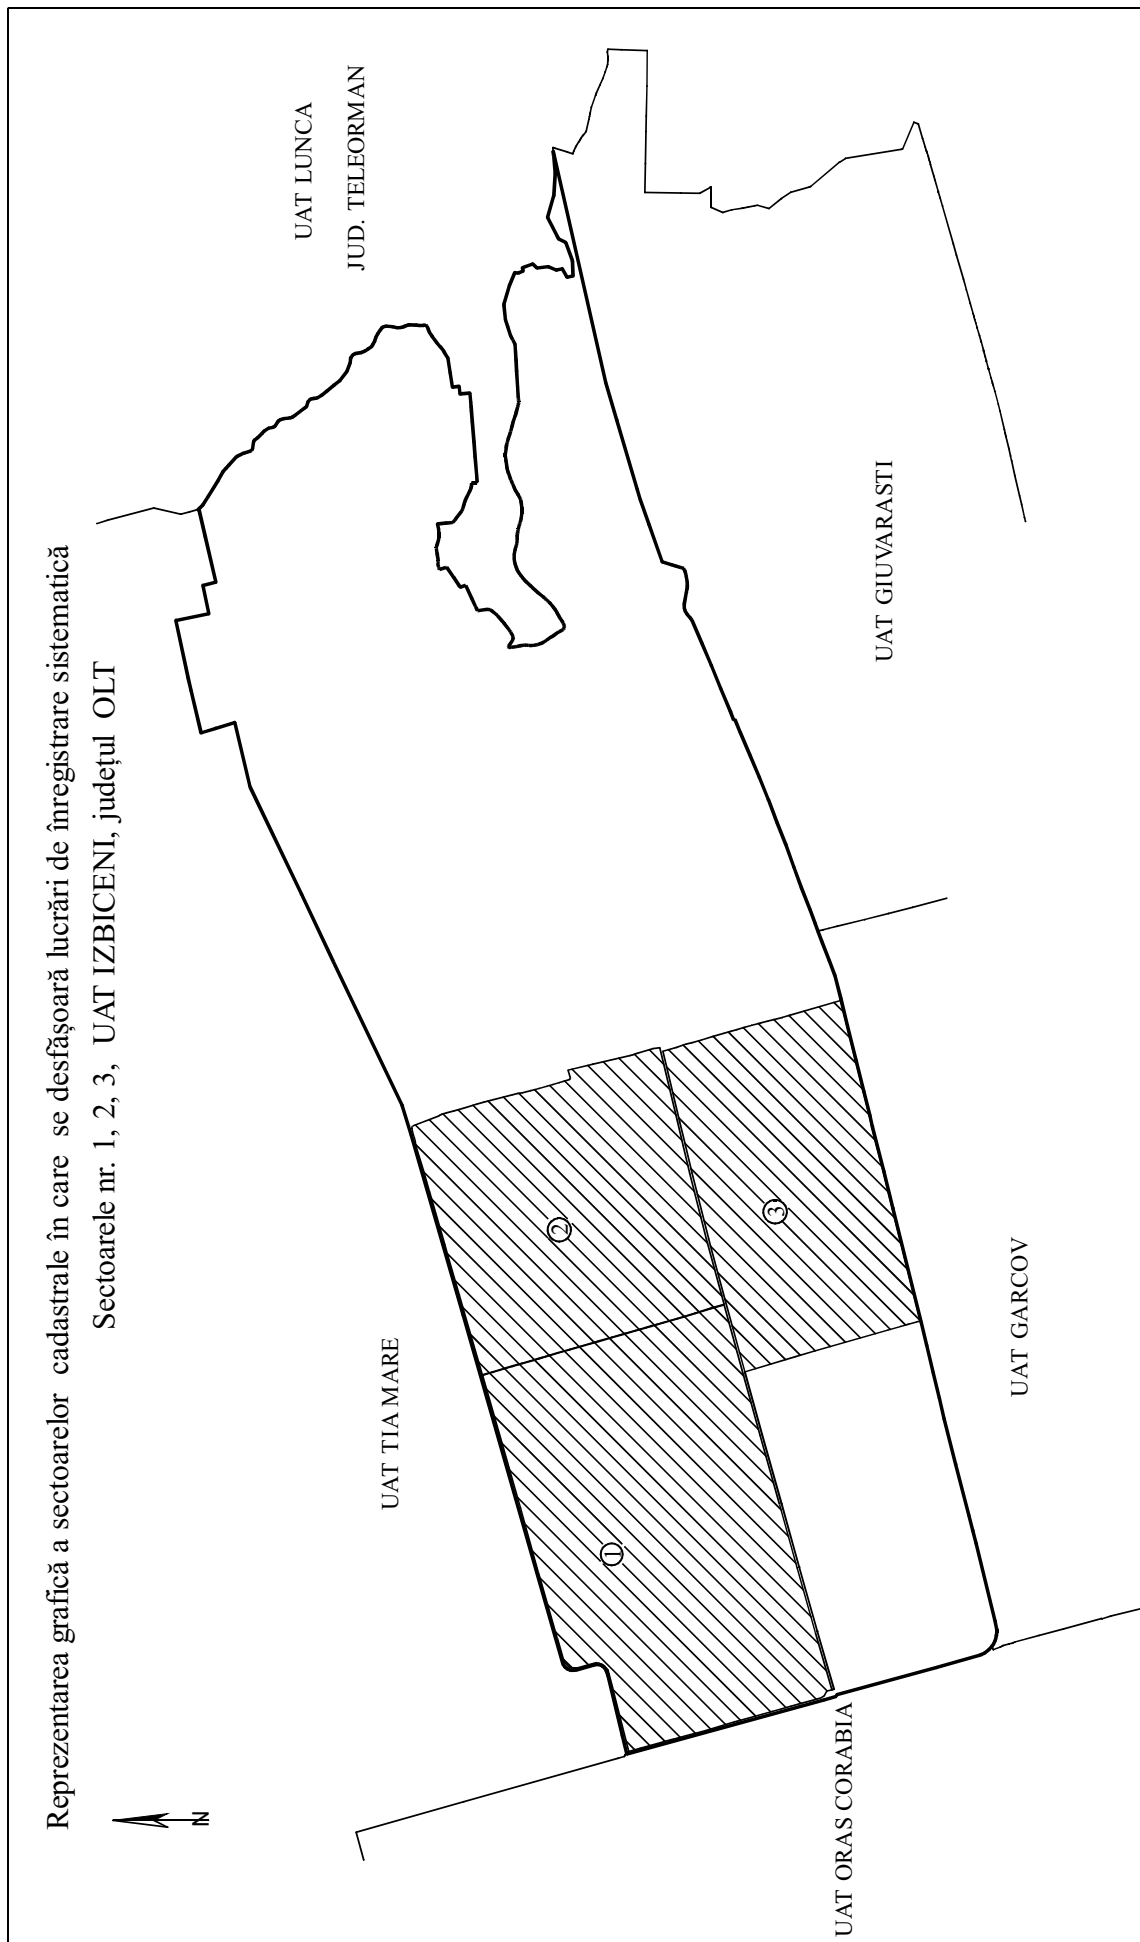 Reprezentarea grafică a sectoarelor cadastrale în care se desfășoară lucrări de înregistrare sistematică
Sectoarele nr. 1, 2, 3, UAT IZBICENI, județul OLT
N
UAT LUNCA
JUD. TELEORMAN
UAT TIA MARE
1
2
3
UAT ORAS CORABIA
UAT GARCOV
UAT GIUVARASTI